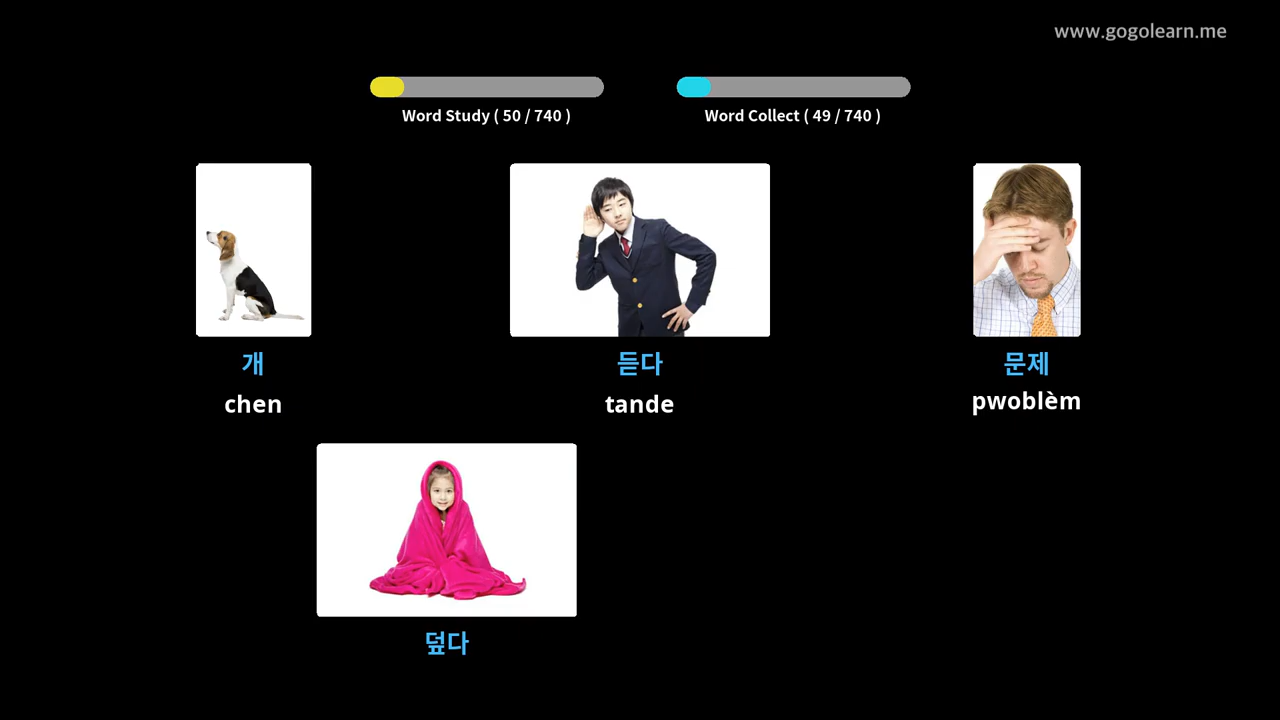 www.gogolearn.me
Word Study ( 50 / 740 )
Word Collect ( 49 / 740 )
개
듣다
문제
chen
tande
pwoblèm
덮다